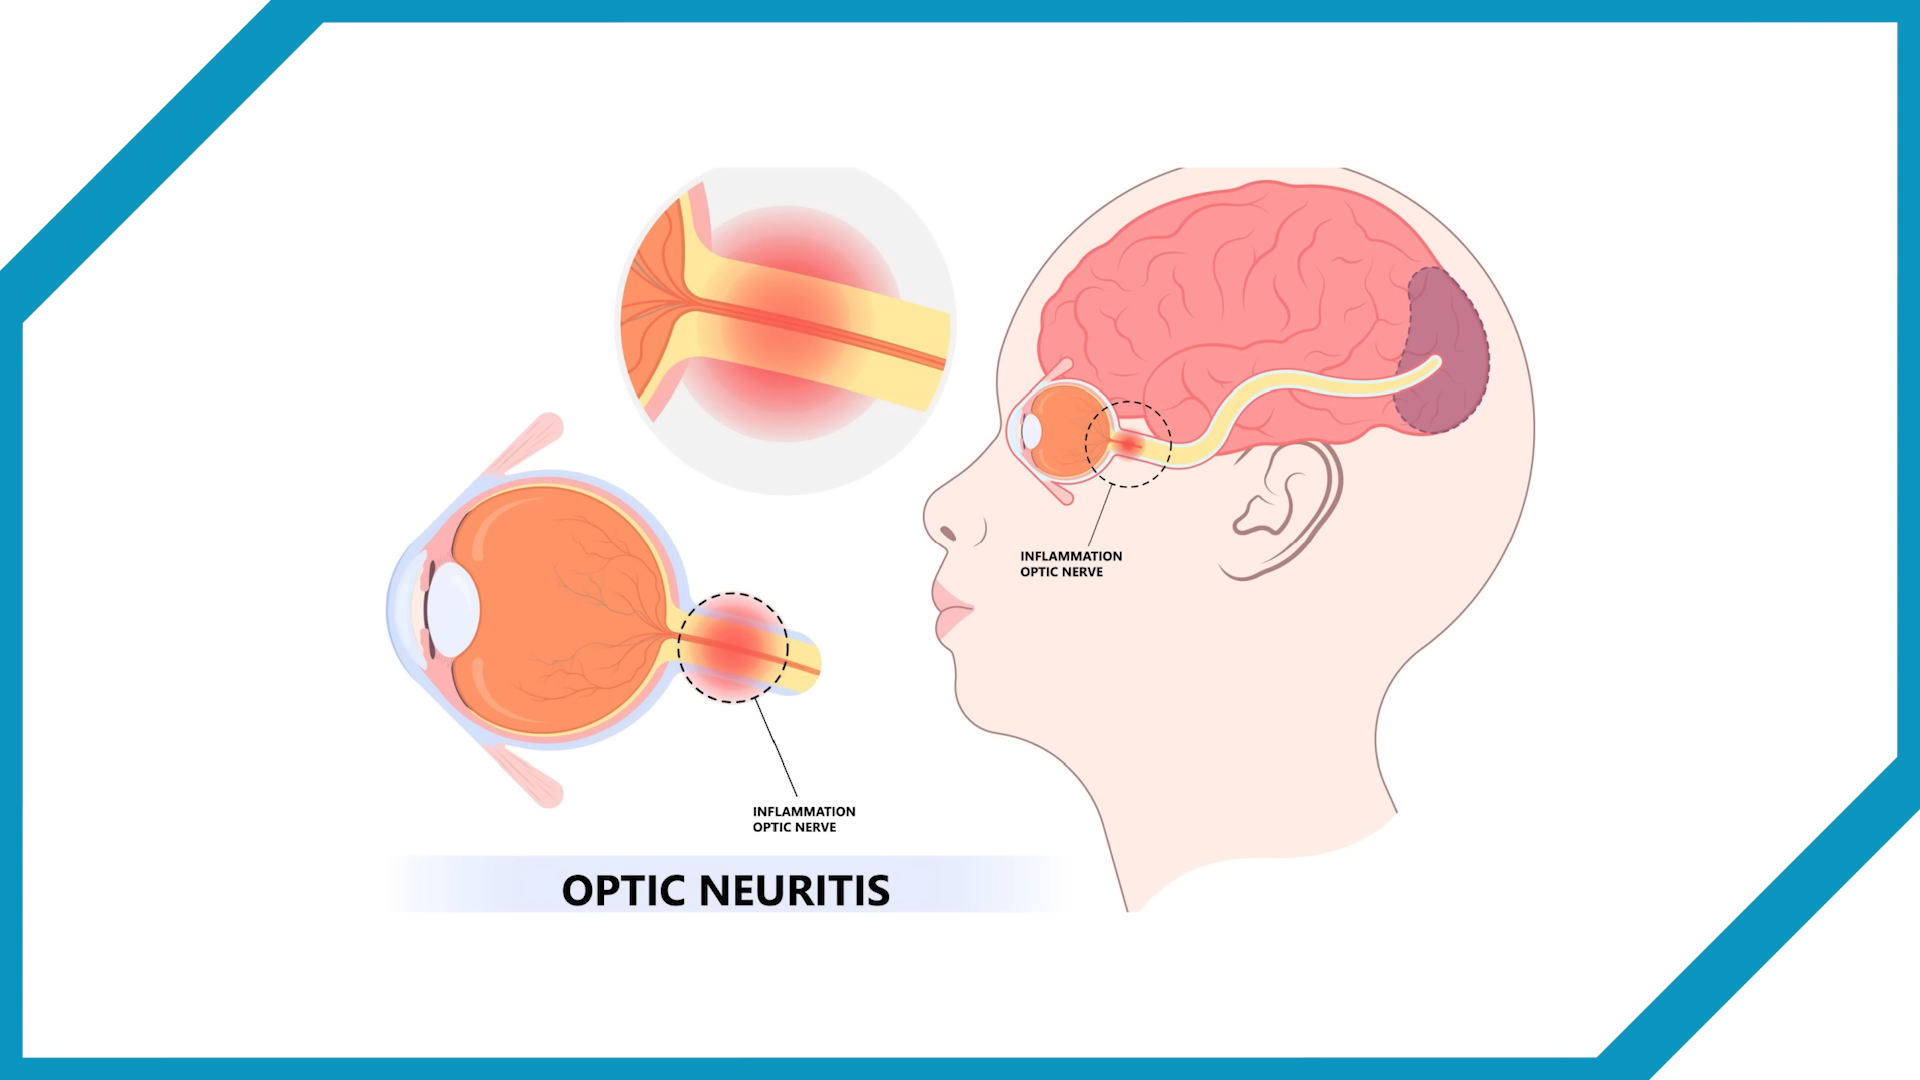 INFLAMMATION
OPTIC NERVE
INFLAMMATION
OPTIC NERVE
OPTIC NEURITIS